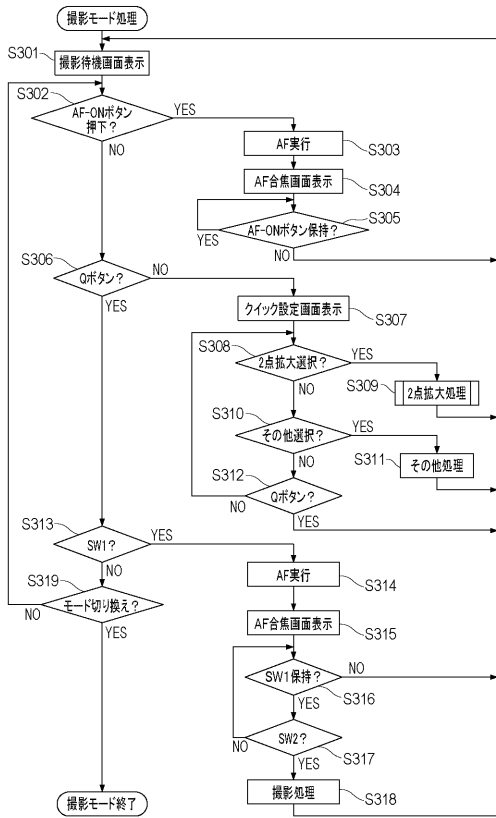 撮影モード処理
S301
撮影待機画面表示
S302
AF-ONボタン
押下?
YES
NO
AF実行
S303
AF合焦画面表示
S304
AF-ONボタン保持?
S305
YES
NO
S306
Qボタン?
NO
YES
クイック設定画面表示
S307
S308
2点拡大選択?
YES
NO
S309
2点拡大処理
S310
その他選択?
YES
NO
S311
その他処理
S312
Qボタン?
NO
YES
S313
SW1?
YES
NO
AF実行
S314
S319
モード切り換え?
NO
YES
AF合焦画面表示
S315
SW1保持?
NO
S316
YES
SW2?
NO
S317
YES
撮影処理
S318
撮影モード終了